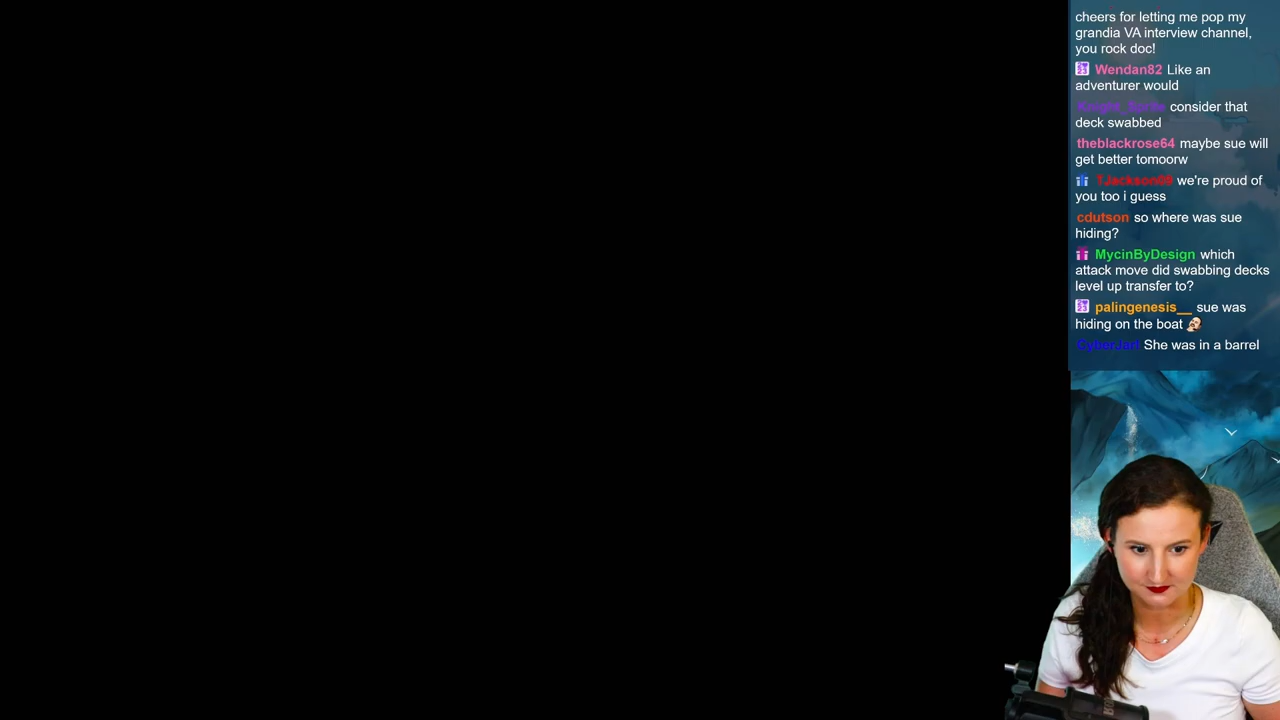 cheers for letting me pop my
grandia VA interview channel,
you rock doc!
Wendan82 Like an
adventurer would
Knight_Sprite consider that
deck swabbed
theblackrose64 maybe sue will
get better tomoorw
TJackson09 we're proud of
you too i guess
cdutson so where was sue
hiding?
MycinByDesign which
attack move did swabbing decks
level up transfer to?
palingenesis__ sue was
hiding on the boat
She was in a barrel